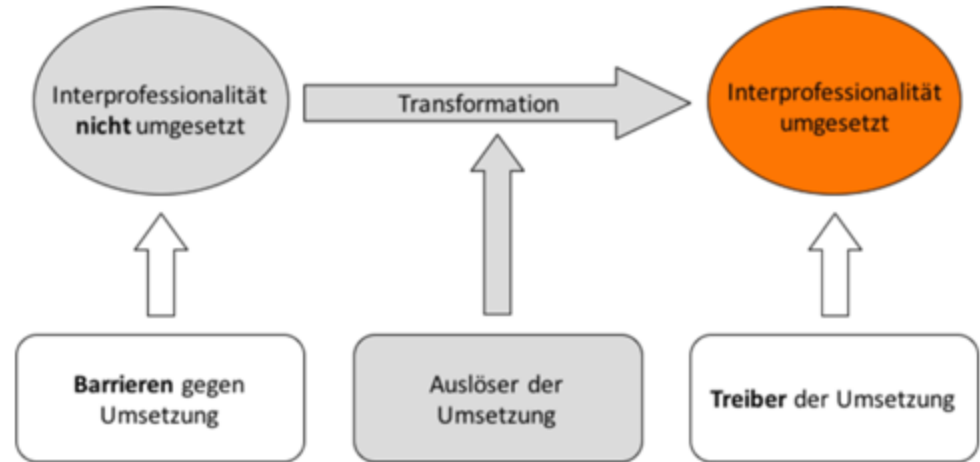 Interprofessionalität
nicht umgesetzt
Transformation
Interprofessionalität
umgesetzt
Barrieren gegen
Umsetzung
Auslöser der
Umsetzung
Treiber der Umsetzung